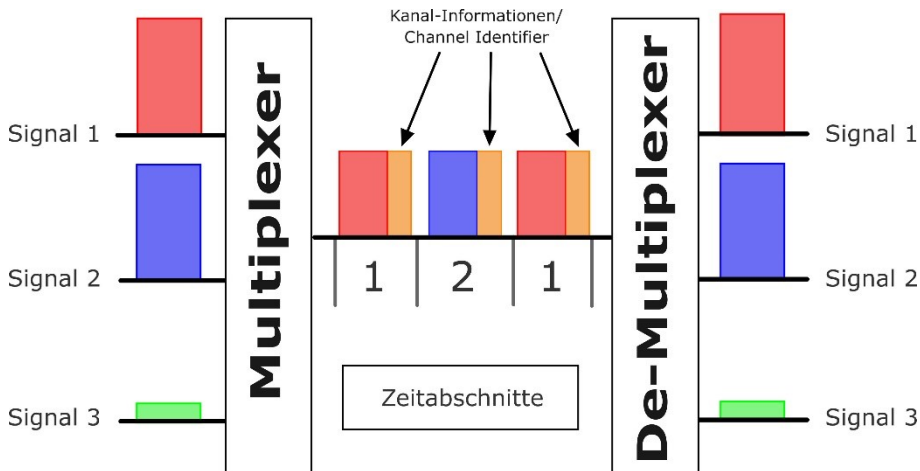 Kanal-Informationen/
Channel Identifier
Signal 1
Signal 2
Signal 3
Multiplexer
1
2
1
Zeitabschnitte
De-Multiplexer
Signal 1
Signal 2
Signal 3